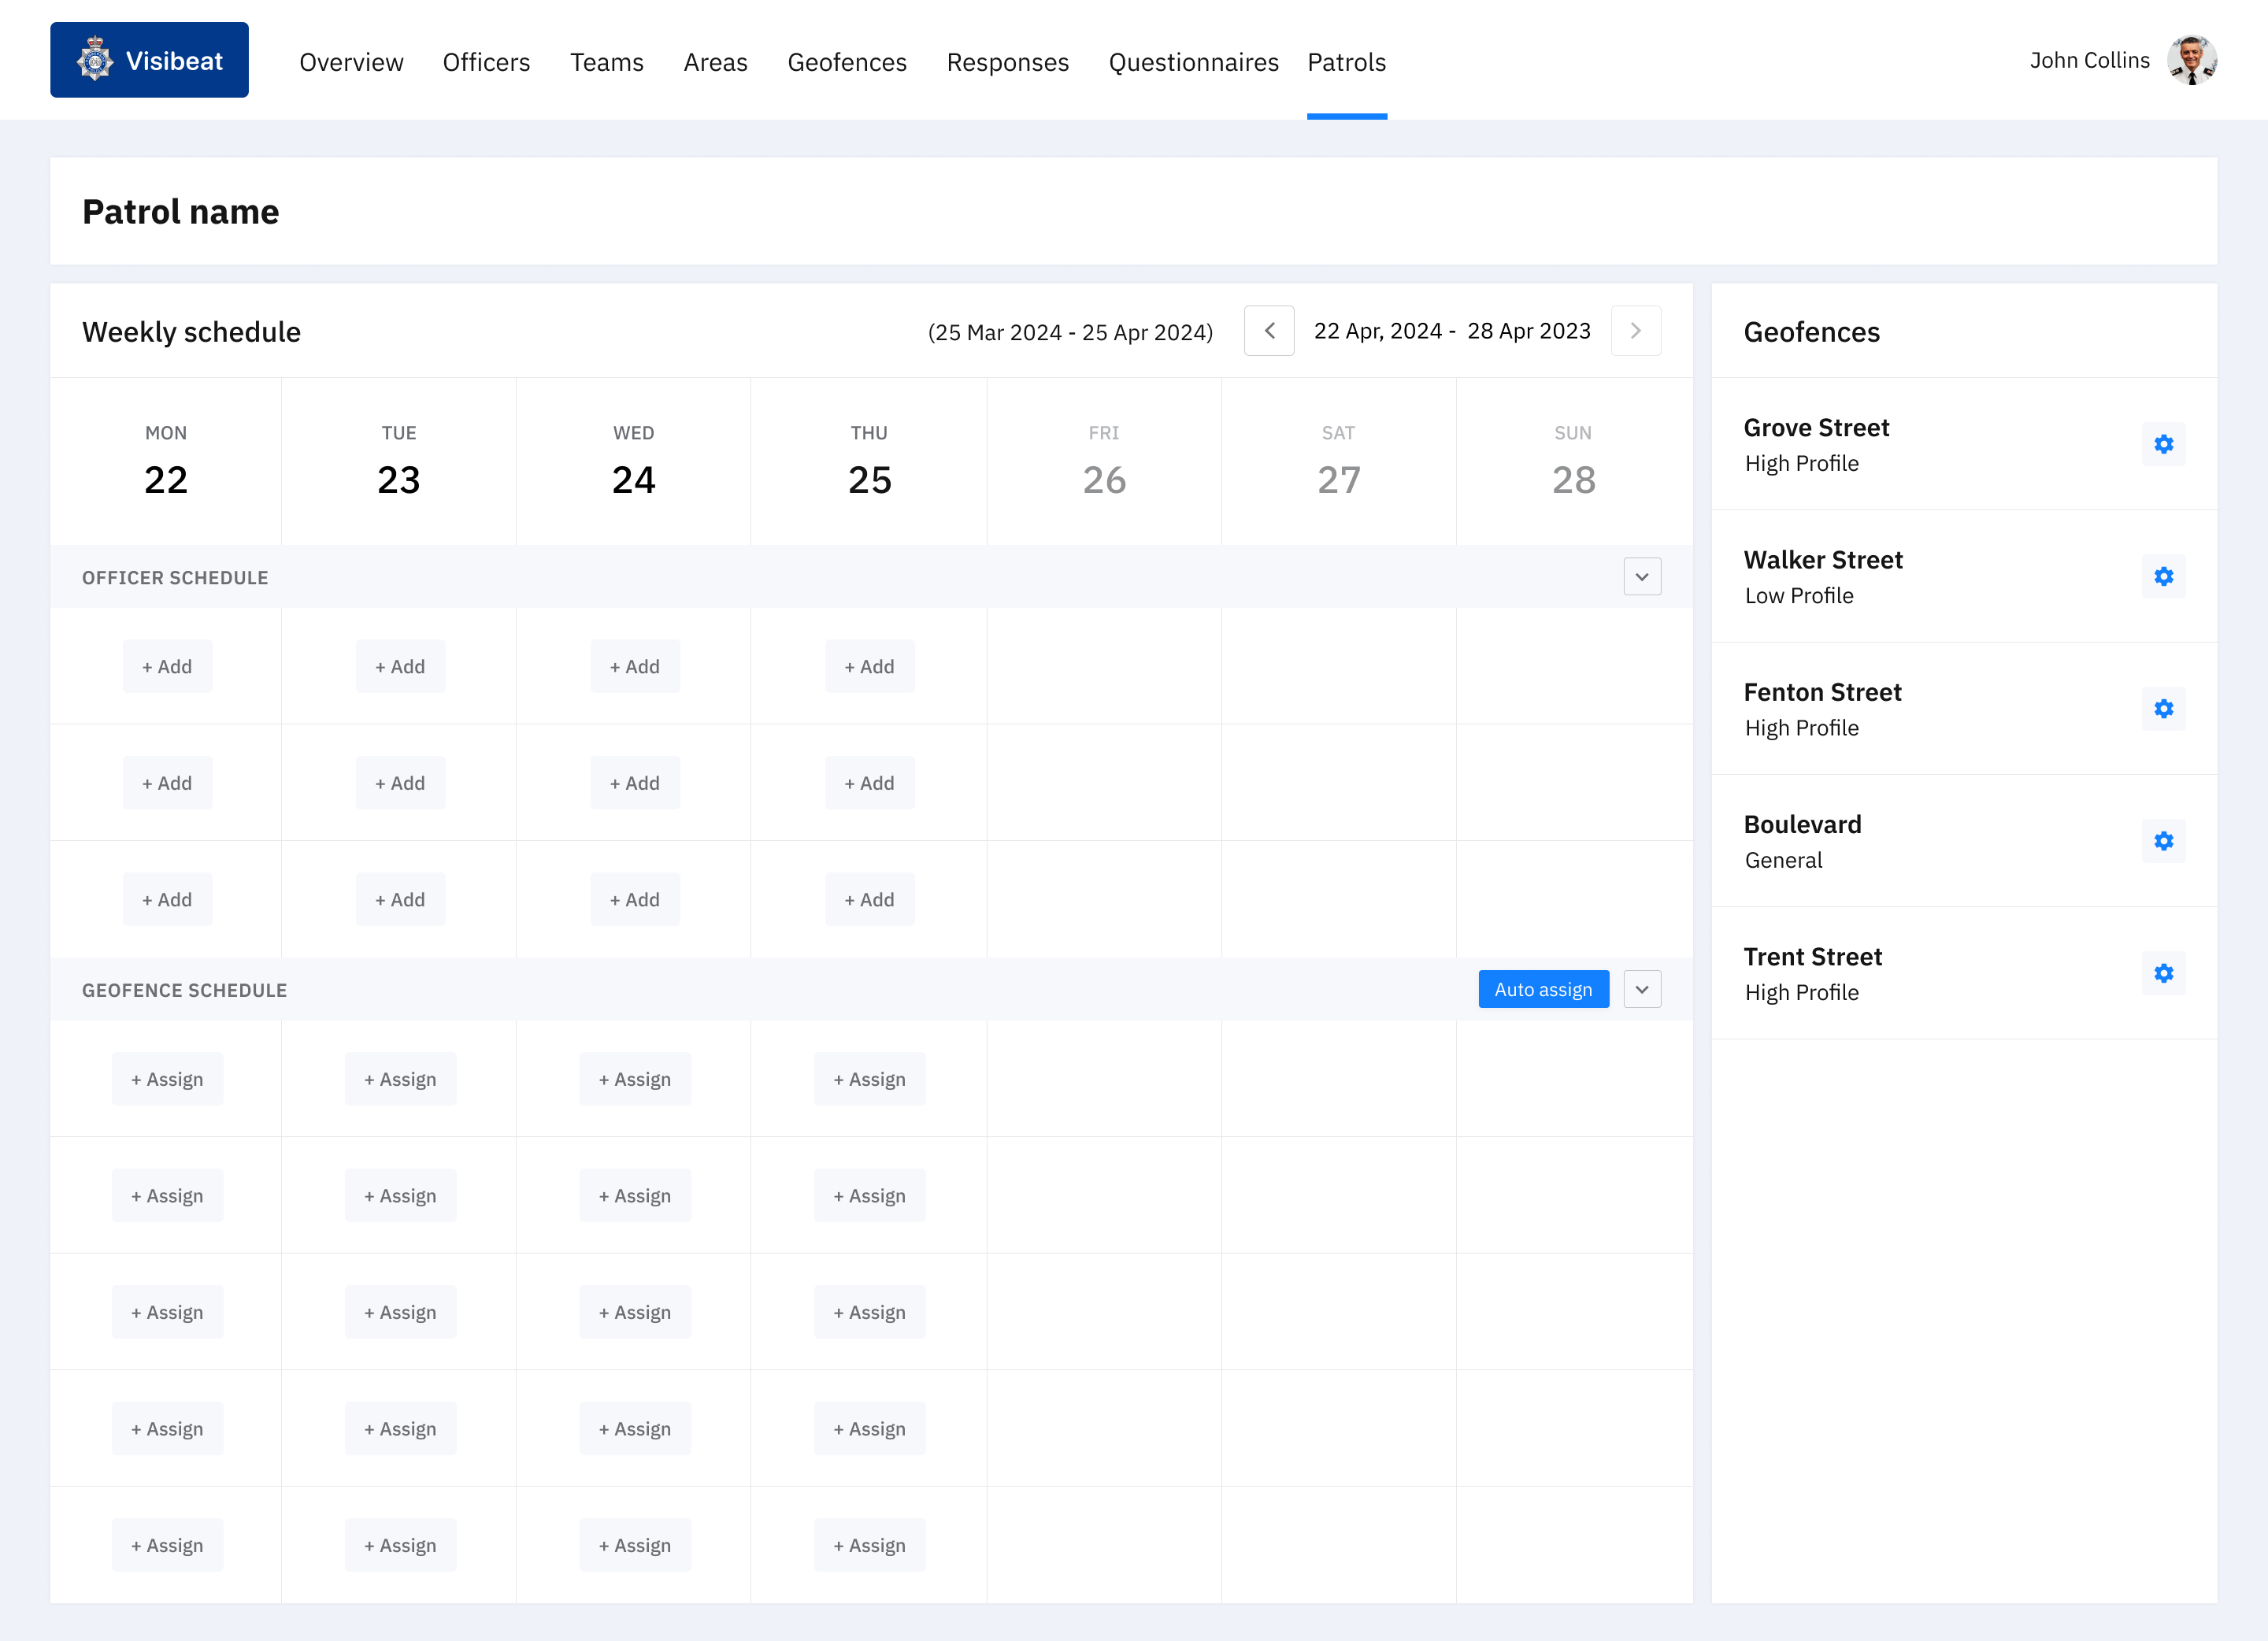 Visibeat
Overview Officers Teams Areas Geofences Responses Questionnaires Patrols
John Collins
Patrol name
Weekly schedule
(25 Mar 2024 - 25 Apr 2024)
22 Apr, 2024 - 28 Apr 2023
MON TUE WED THU FRI SAT SUN
22 23 24 25 26 27 28
OFFICER SCHEDULE
+ Add + Add + Add + Add
+ Add + Add + Add + Add
+ Add + Add + Add + Add
GEOFENCE SCHEDULE
Auto assign
+ Assign + Assign + Assign + Assign
+ Assign + Assign + Assign + Assign
+ Assign + Assign + Assign + Assign
+ Assign + Assign + Assign + Assign
+ Assign + Assign + Assign + Assign
Geofences
Grove Street
High Profile
Walker Street
Low Profile
Fenton Street
High Profile
Boulevard
General
Trent Street
High Profile